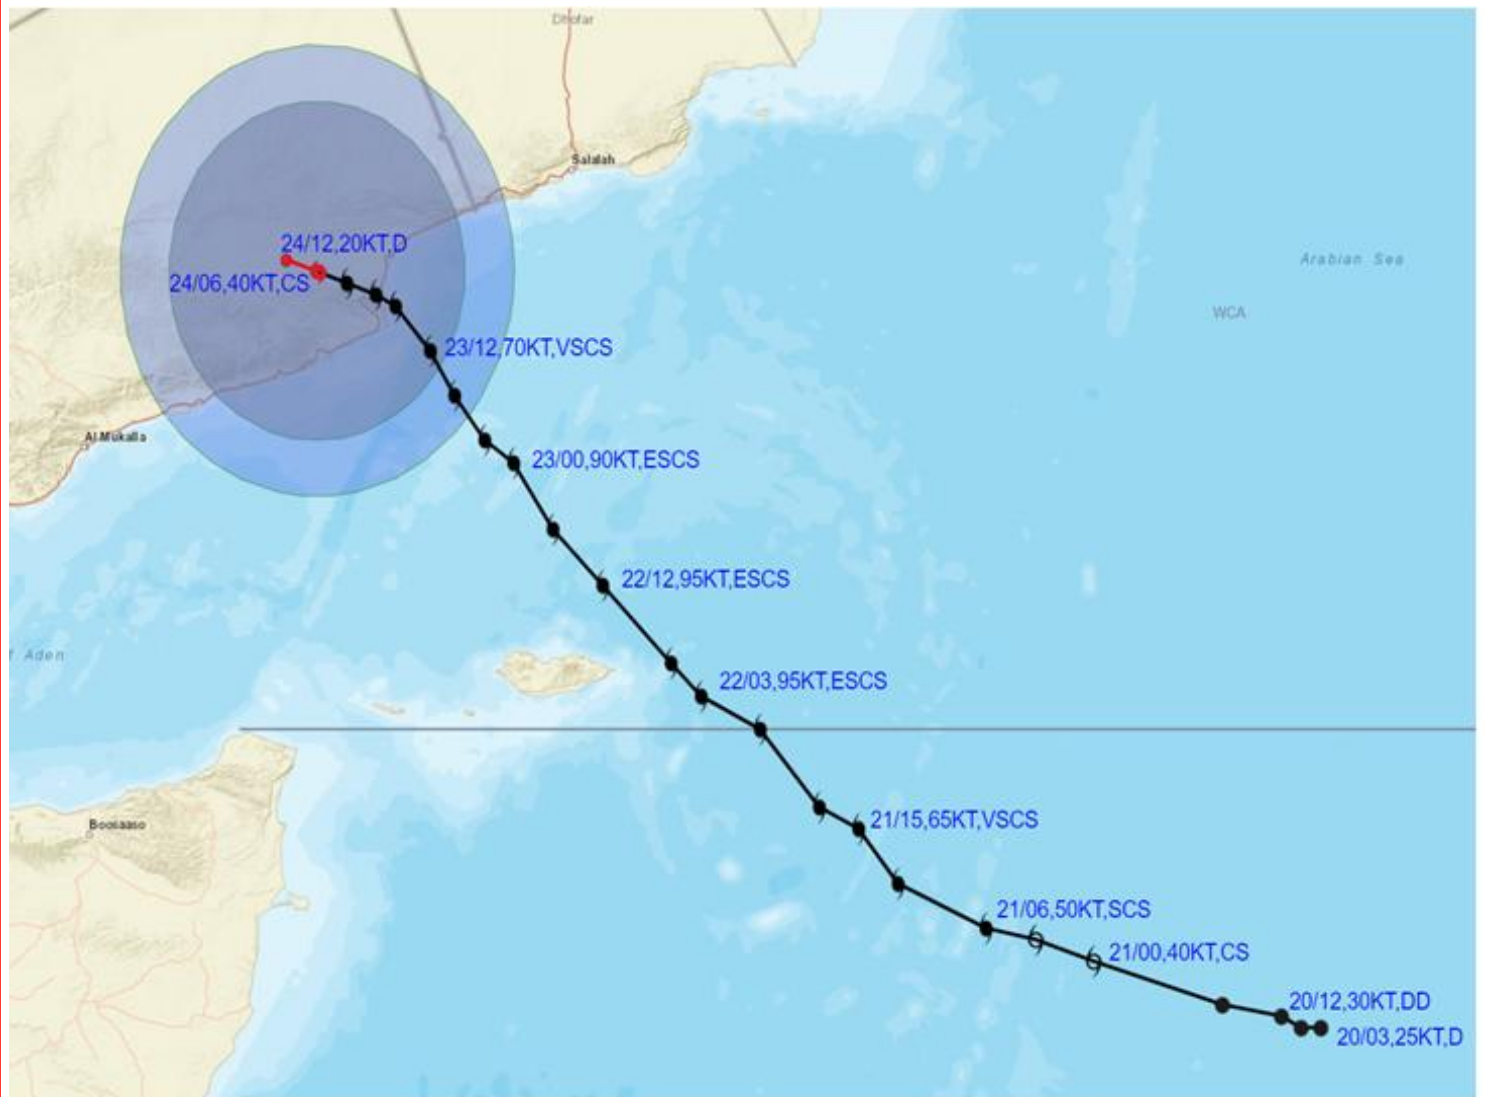 Dhofar
Salalah
24/12,20KT,D
Arabian Sea
24/06,40KT,CS
WCA
23/12,70KT,VSCS
Al Mukalla
23/00,90KT,ESCS
22/12,95KT,ESCS
f Aden
22/03,95KT,ESCS
21/15,65KT,VSCS
Boosaaso
21/06,50KT,SCS
21/00,40KT,CS
20/12,30KT,DD
20/03,25KT,D